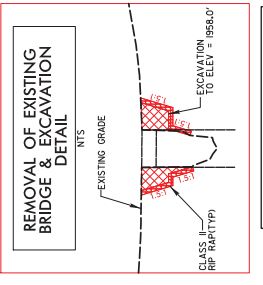 REMOVAL OF EXISTING
BRIDGE & EXCAVATION
DETAIL
NTS
EXISTING GRADE
EXCAVATION
TO ELEV = 1958.0'
1.5:1
1.5:1
1.5:1
1.5:1
CLASS II
RIP RAP(TYP)